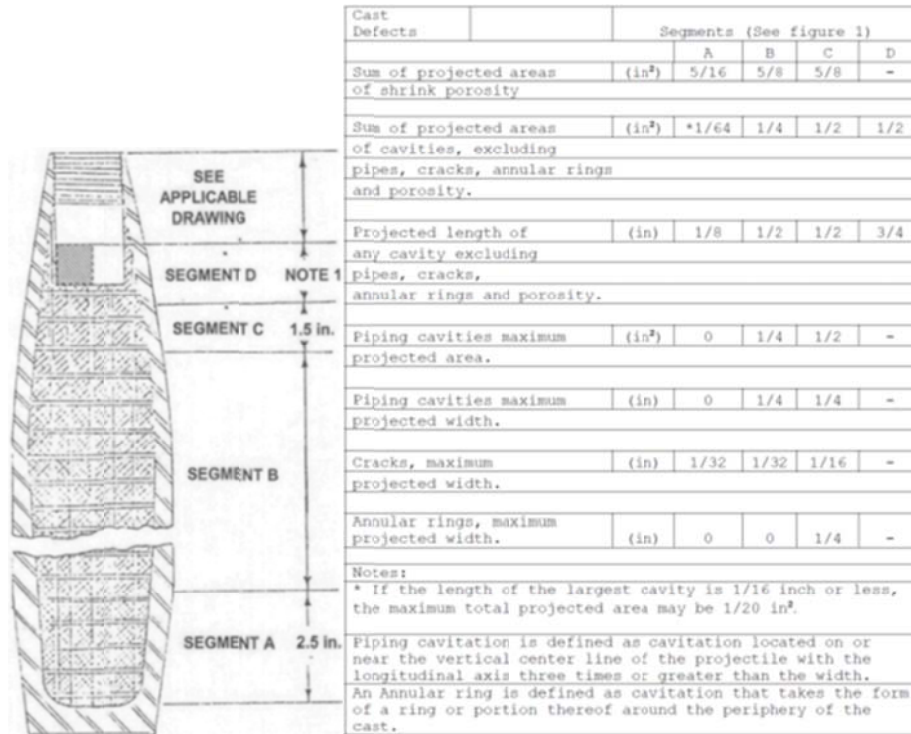 SEE
APPLICABLE
DRAWING
SEGMENT D NOTE 1
SEGMENT C 1.5 in.
SEGMENT B
SEGMENT A 2.5 in.
Cast
Defects Segments (See figure 1)
A B C D
Sum of projected areas (in²) 5/16 5/8 5/8 -
of shrink porosity
Sum of projected areas (in²) *1/64 1/4 1/2 1/2
of cavities, excluding
pipes, cracks, annular rings
and porosity.
Projected length of (in) 1/8 1/2 1/2 3/4
any cavity excluding
pipes, cracks,
annular rings and porosity.
Piping cavities maximum (in²) 0 1/4 1/2 -
projected area.
Piping cavities maximum (in) 0 1/4 1/4 -
projected width.
Cracks, maximum (in) 1/32 1/32 1/16 -
projected width.
Annular rings, maximum
projected width. (in) 0 0 1/4 -
Notes:
* If the length of the largest cavity is 1/16 inch or less,
the maximum total projected area may be 1/20 in².
Piping cavitation is defined as cavitation located on or
near the vertical center line of the projectile with the
longitudinal axis three times or greater than the width.
An Annular ring is defined as cavitation that takes the form
of a ring or portion thereof around the periphery of the
cast.